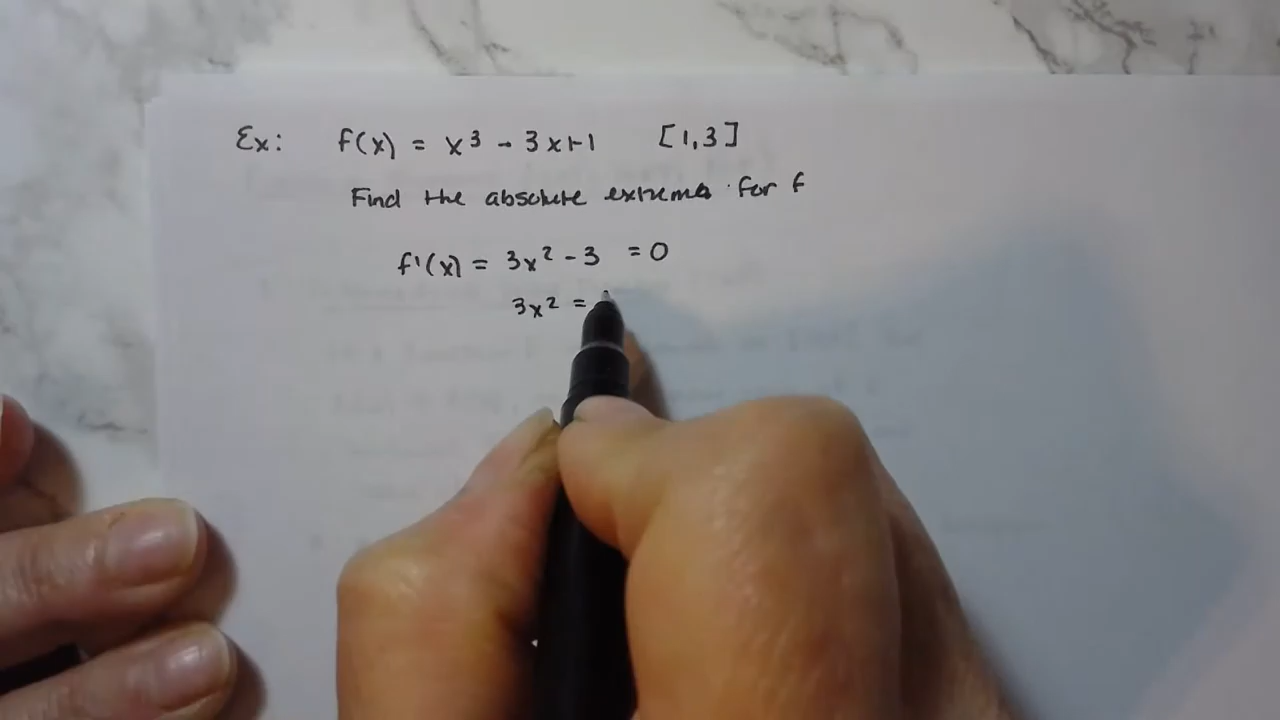 Ex: f(x) = x³ - 3x+1 [1,3]
Find the absolute extrema for f
f'(x) = 3x² - 3 = 0
3x² =